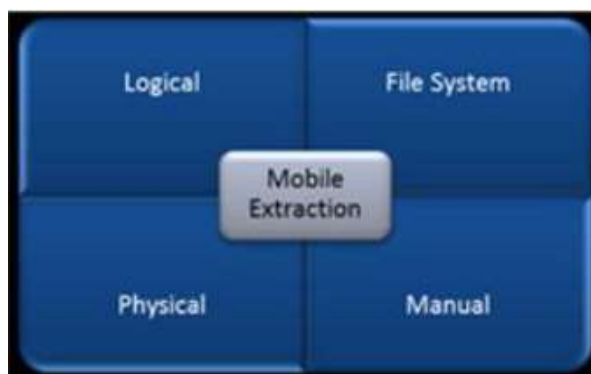 Logical
File System
Mobile
Extraction
Physical
Manual